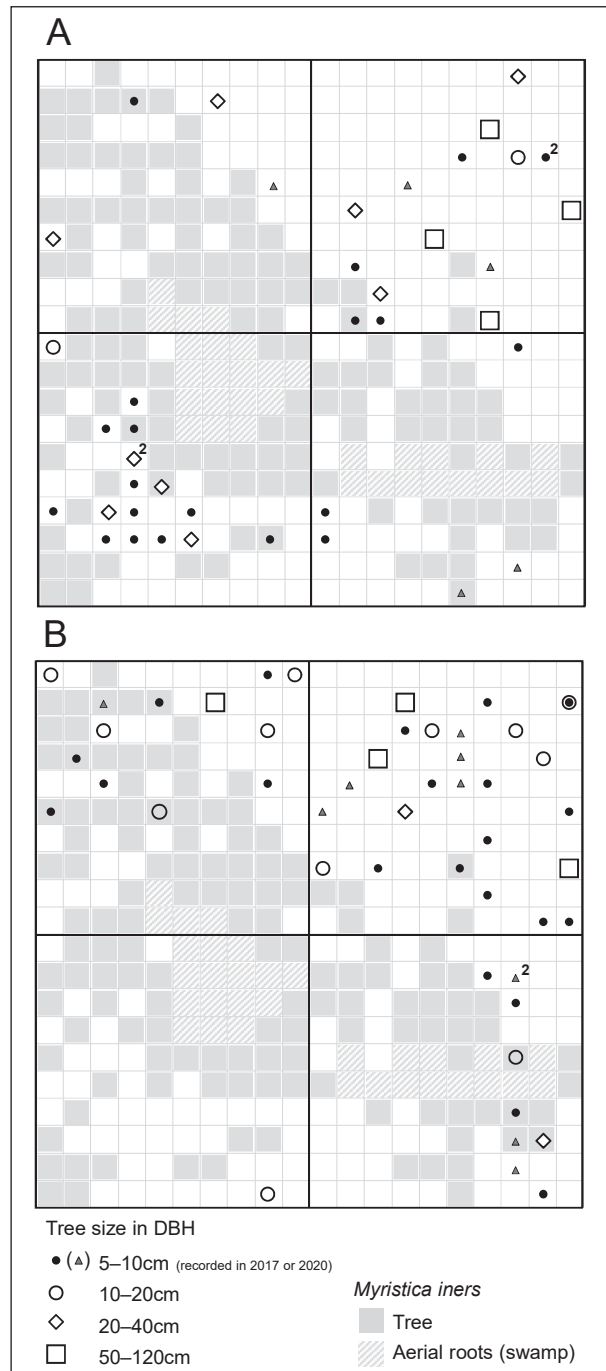 A
2
2
B
2
Tree size in DBH
( ) 5–10cm (recorded in 2017 or 2020)
10–20cm
20–40cm
50–120cm
Myristica iners
Tree
Aerial roots (swamp)